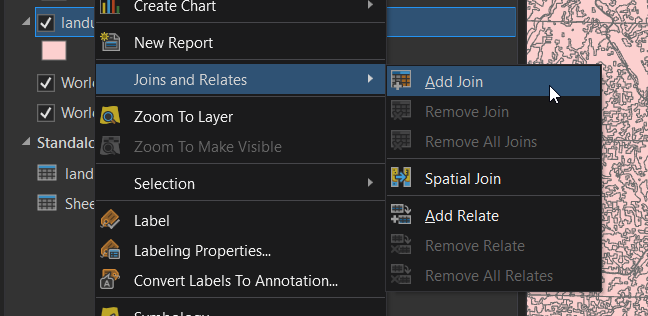 Create Chart
landu
New Report
Joins and Relates
Add Join
Worl
Zoom To Layer
Remove Join
Worl
Zoom To Make Visible
Remove All Joins
Standalo
Selection
Spatial Join
land
Label
Add Relate
Shee
Labeling Properties...
Remove Relate
Convert Labels To Annotation...
Remove All Relates
Symbology